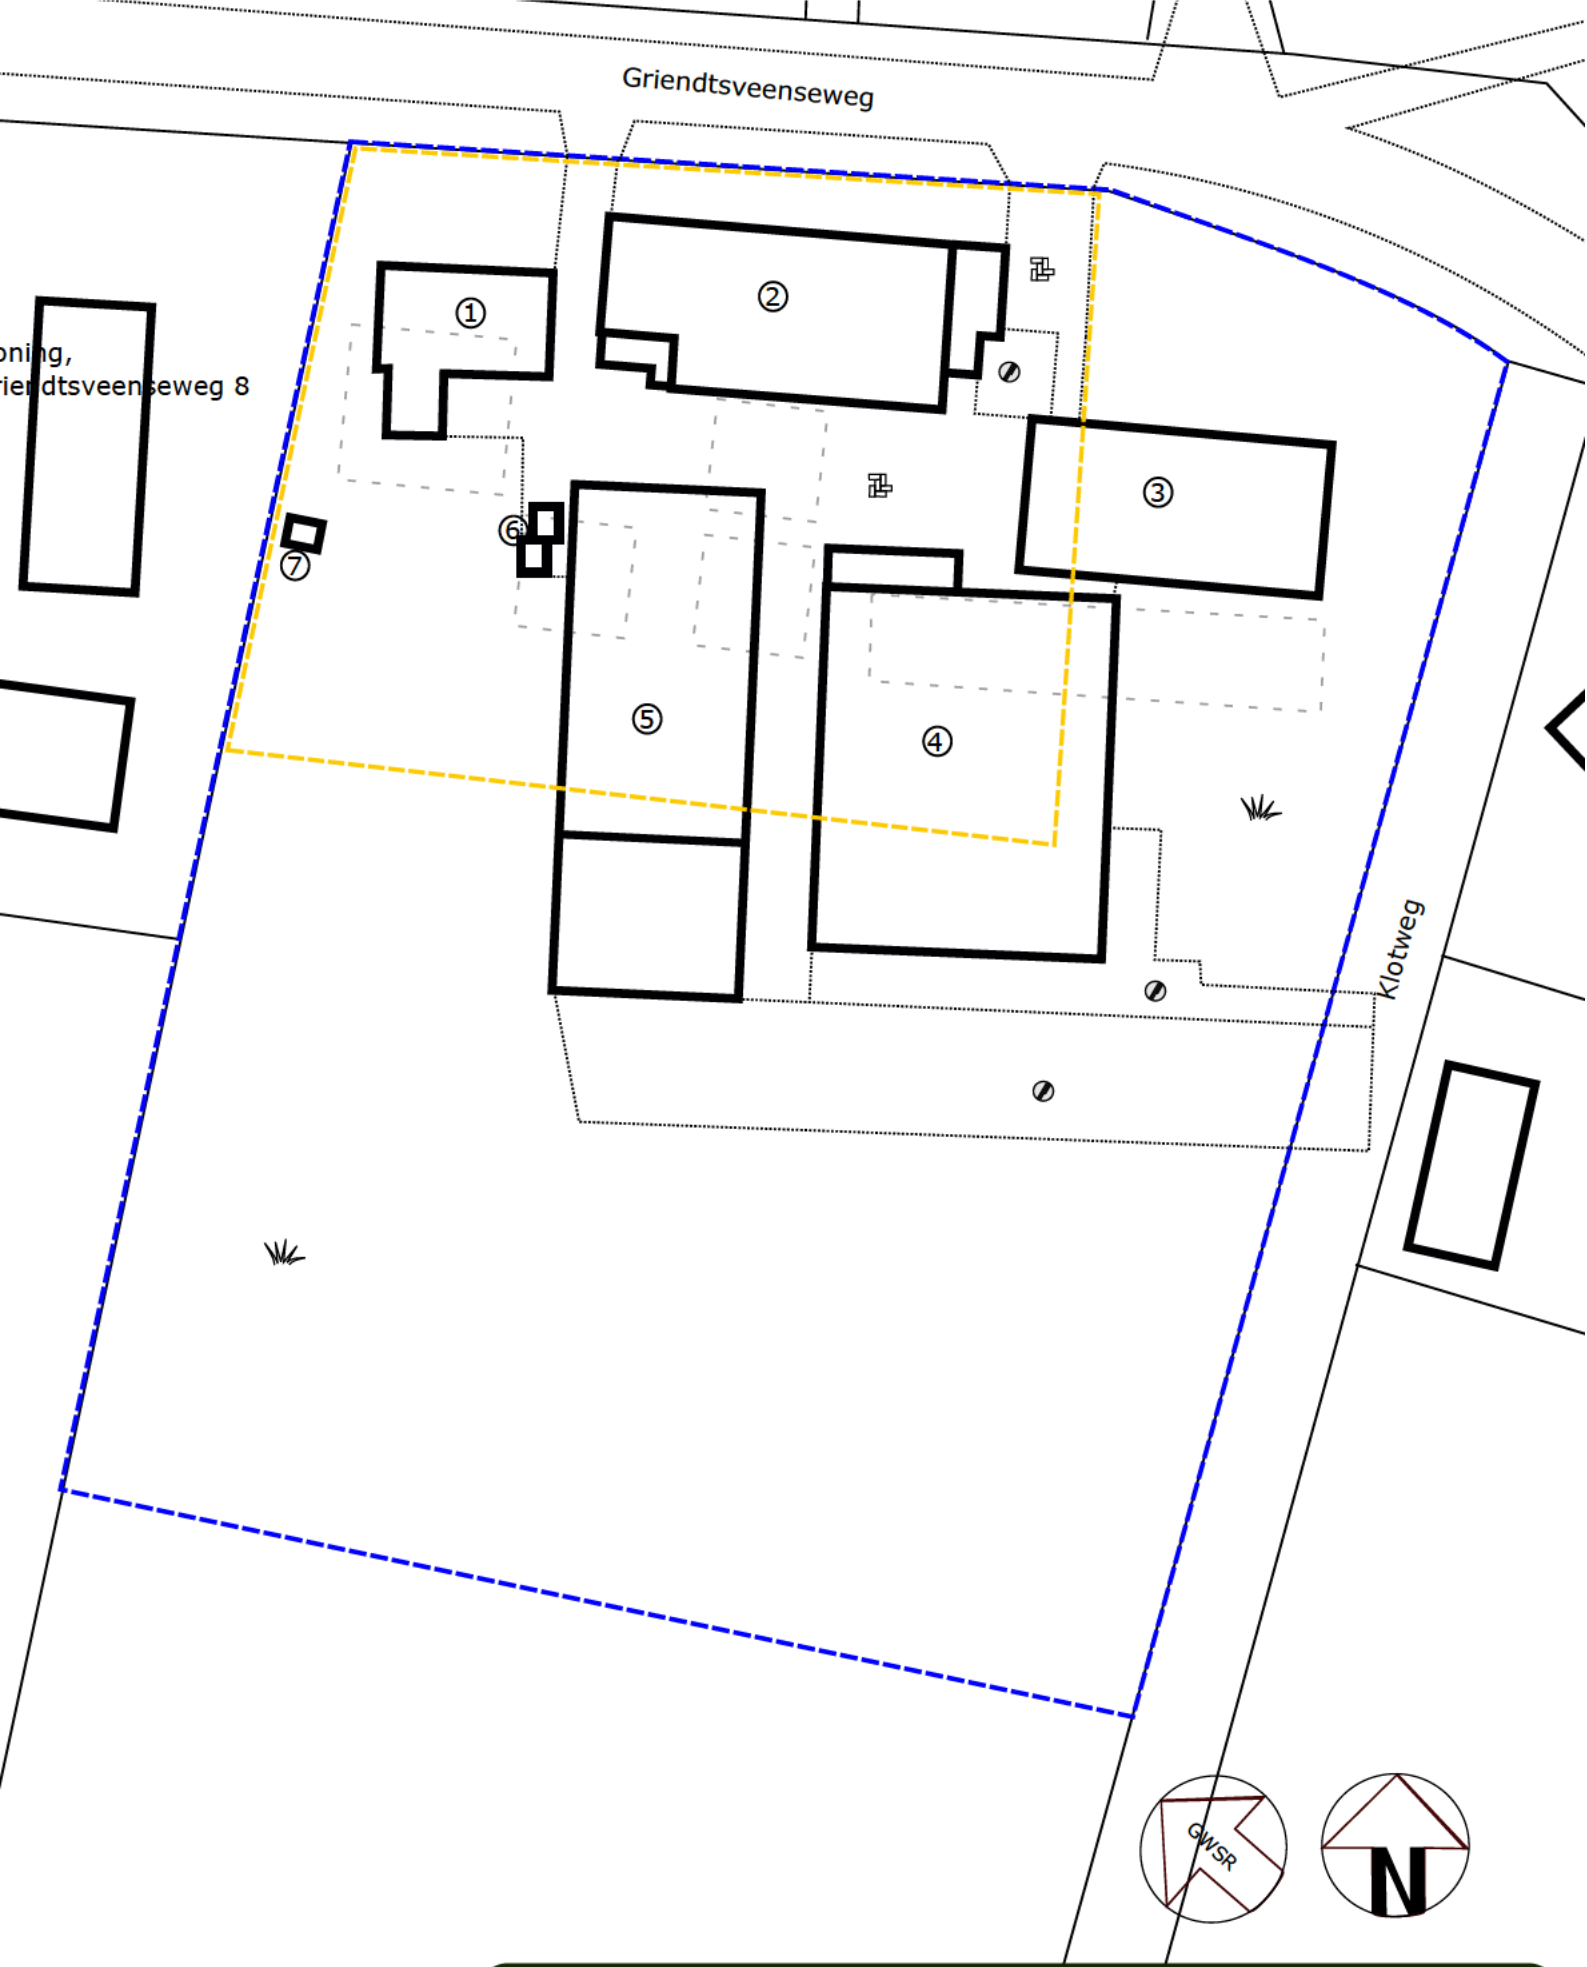 Griendtsveenseweg
①
②
③
④
⑤
⑥
⑦
oning,
riendtsveenseweg 8
Klotweg
GWSR
N